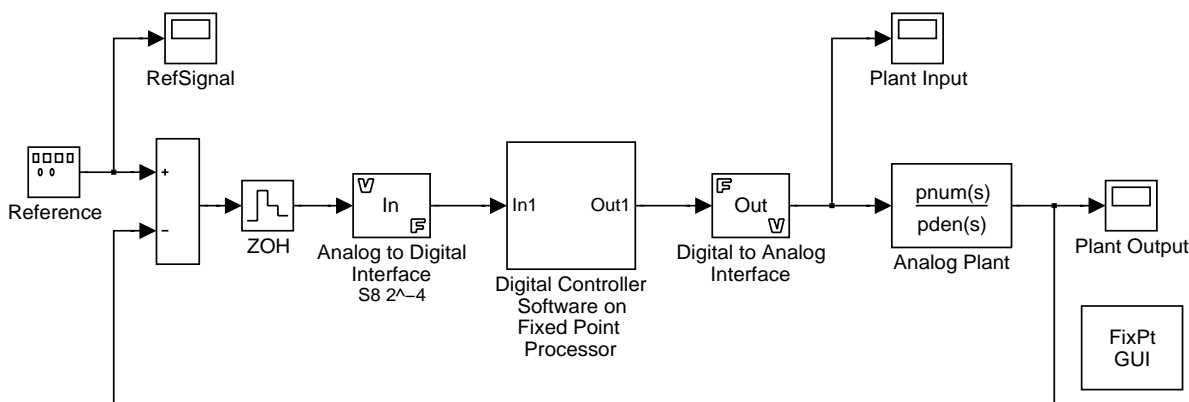 RefSignal
Plant Input
Reference
+
−
ZOH
V
In
F
Analog to Digital
Interface
S8 2^−4
In1
Out1
Digital Controller
Software on
Fixed Point
Processor
F
Out
V
Digital to Analog
Interface
pnum(s)
pden(s)
Analog Plant
Plant Output
FixPt
GUI